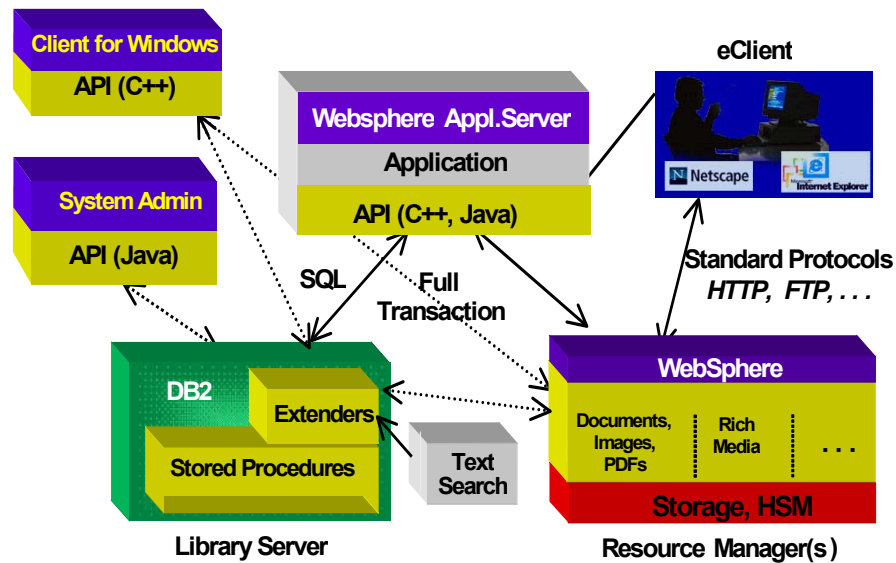 Client for Windows
API (C++)
eClient
Websphere Appl.Server
Application
API (C++, Java)
Netscape
Microsoft
Internet Explorer
System Admin
API (Java)
SQL
Full
Transaction
Standard Protocols
HTTP, FTP, . . .
DB2
Extenders
Stored Procedures
Text
Search
Library Server
WebSphere
Documents,
Images,
PDFs
Rich
Media
. . .
Storage, HSM
Resource Manager(s)